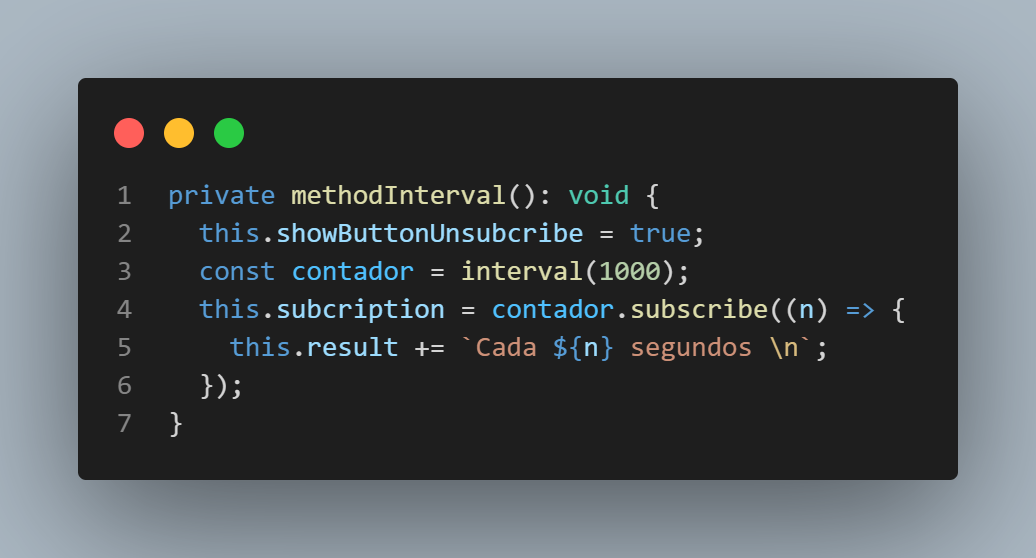 1 private methodInterval(): void {
2   this.showButtonUnsubcribe = true;
3   const contador = interval(1000);
4   this.subcription = contador.subscribe((n) => {
5     this.result += `Cada ${n} segundos \n`;
6   });
7 }